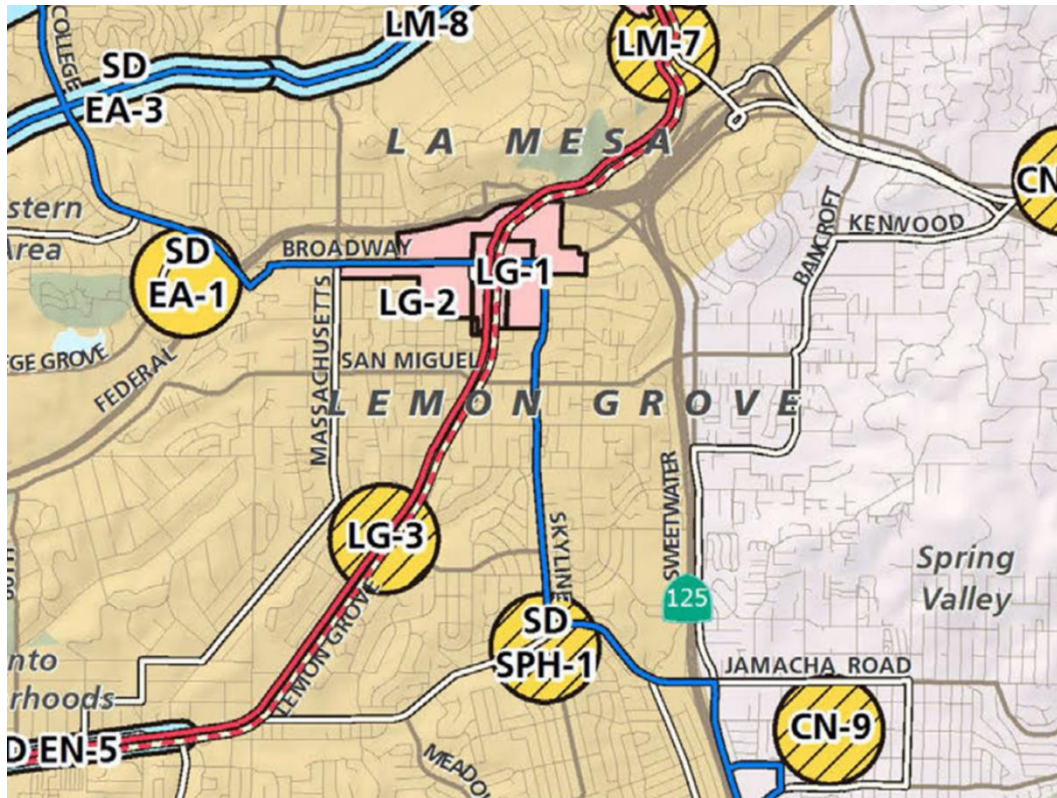 LM-8
COLLEGE
SD
EA-3
LM-7
LA MESA
CN
stern
Area
SD
EA-1
BROADWAY
BANCROFT
KENWOOD
LG-1
LG-2
MASSACHUSETTS
GE GROVE
FEDERAL
SAN MIGUEL
LEMON GROVE
SWEETWATER
LG-3
SKYLINE
Spring
Valley
125
LEMON GROVE
SD
SPH-1
nto
rhoods
JAMACHA ROAD
D EN-5
CN-9
MEADO